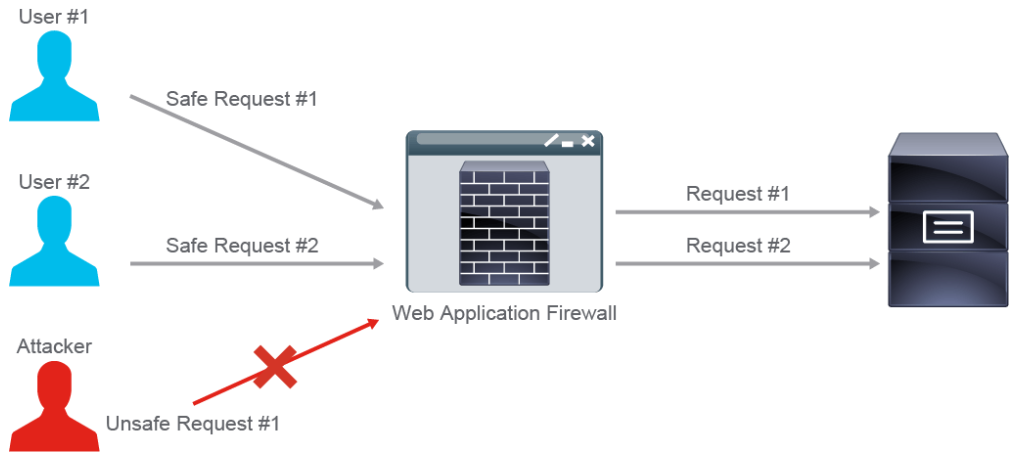 User #1
Safe Request #1
User #2
Safe Request #2
Attacker
Unsafe Request #1
Web Application Firewall
Request #1
Request #2